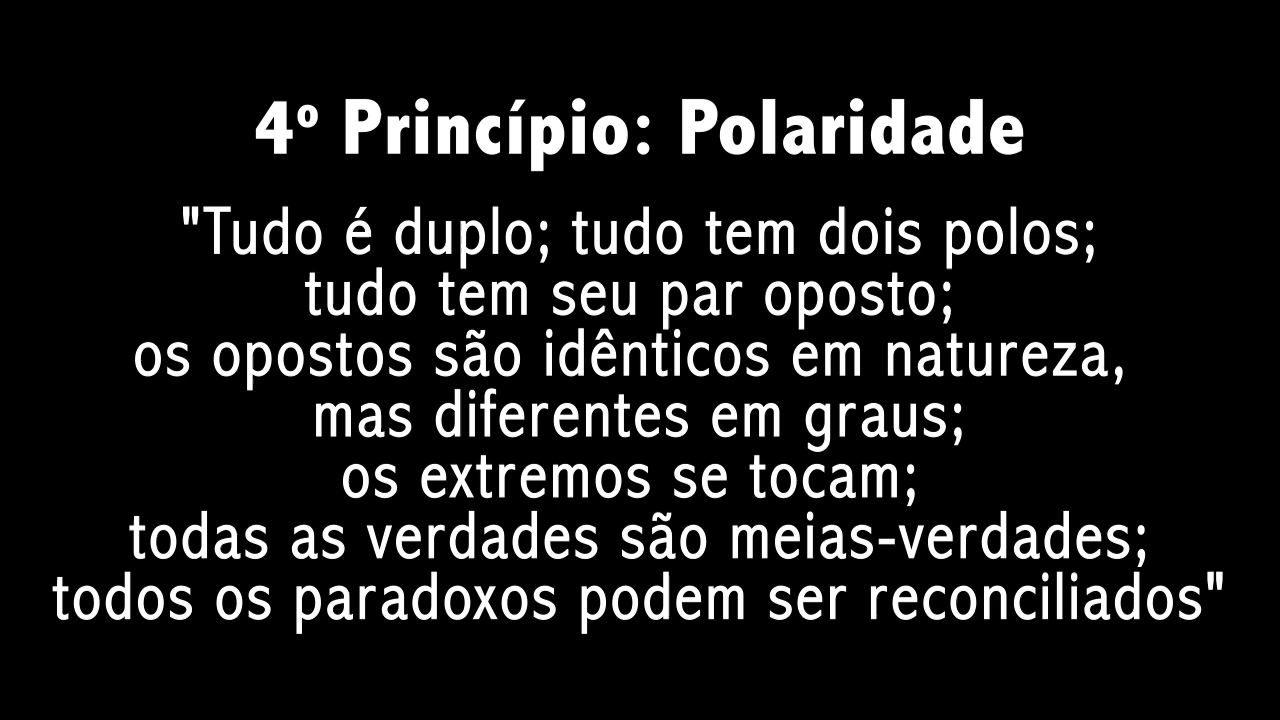 4º Princípio: Polaridade
"Tudo é duplo; tudo tem dois polos;
tudo tem seu par oposto;
os opostos são idênticos em natureza,
mas diferentes em graus;
os extremos se tocam;
todas as verdades são meias-verdades;
todos os paradoxos podem ser reconciliados"